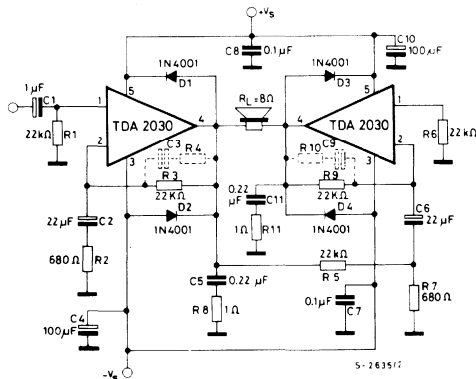 +Vs
C8
0.1µF
C10
100µF
1N4001
D1
1N4001
D3
1µF
C1
5
1
TDA 2030
4
2
3
RL=8Ω
5
1
TDA 2030
4
2
3
22kΩ
R1
R6
22kΩ
C3
R4
R3
22KΩ
R10
C9
R9
22KΩ
0.22
µF
C11
1Ω
R11
22µF
C2
D2
1N4001
D4
1N4001
C6
22µF
680Ω
R2
C5
0.22µF
R8
1Ω
22kΩ
R5
R7
680Ω
C4
100µF
0.1µF
C7
-Vs
S-2635/2